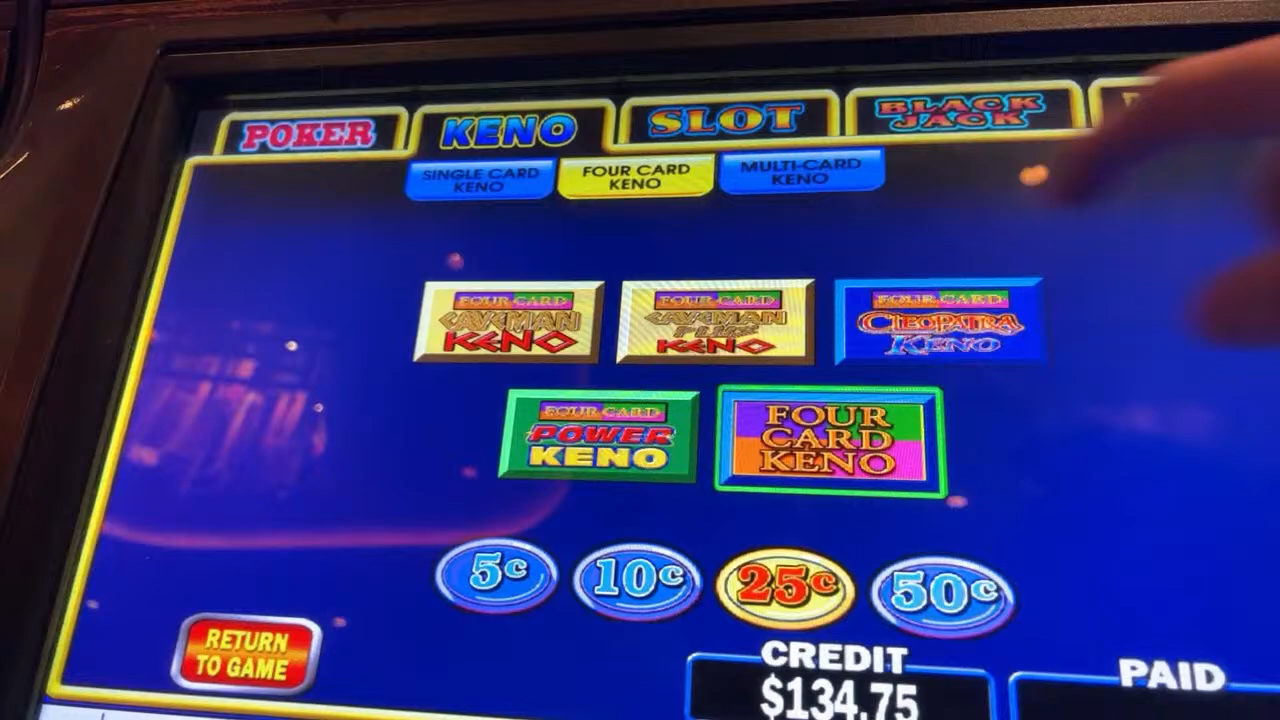 POKER
KENO
SLOT
BLACK
JACK
SINGLE CARD
KENO
FOUR CARD
KENO
MULTI-CARD
KENO
FOUR CARD
CAVEMAN
KENO
FOUR CARD
CAVEMAN
PLUS
KENO
FOUR CARD
CLEOPATRA
KENO
FOUR CARD
POWER
KENO
FOUR
CARD
KENO
5¢
10¢
25¢
50¢
RETURN
TO GAME
CREDIT
$134.75
PAID